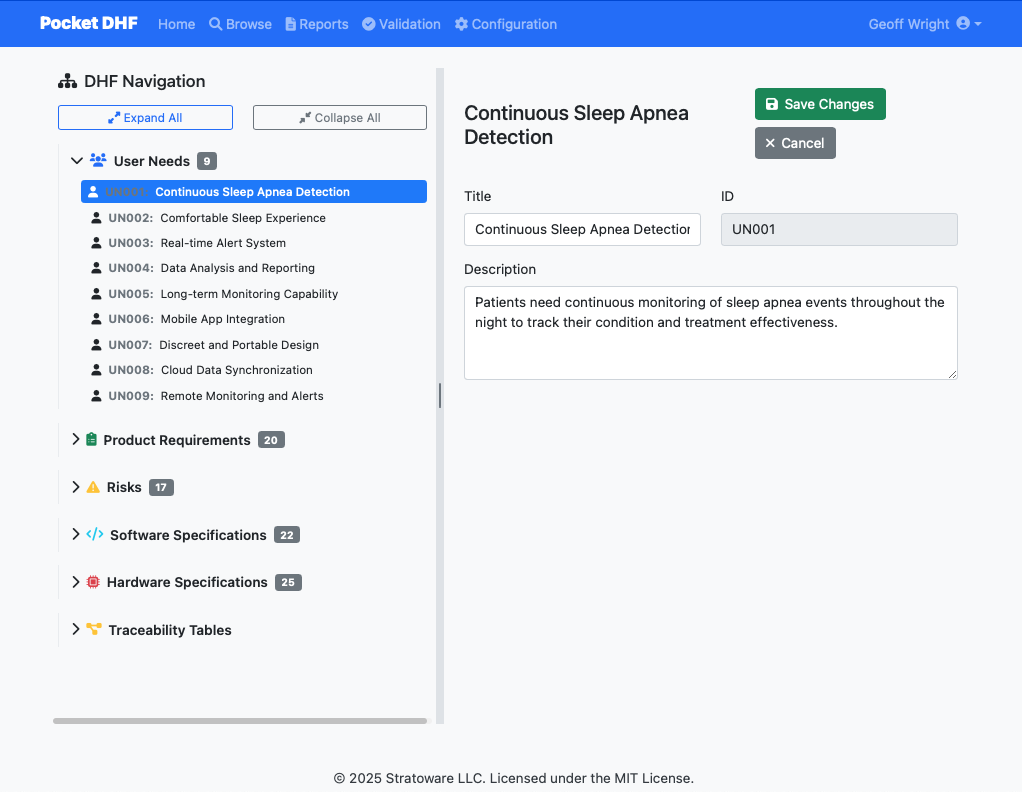 Pocket DHF Home Browse Reports Validation Configuration Geoff Wright
DHF Navigation
Expand All Collapse All
User Needs 9
UN001: Continuous Sleep Apnea Detection
UN002: Comfortable Sleep Experience
UN003: Real-time Alert System
UN004: Data Analysis and Reporting
UN005: Long-term Monitoring Capability
UN006: Mobile App Integration
UN007: Discreet and Portable Design
UN008: Cloud Data Synchronization
UN009: Remote Monitoring and Alerts
Product Requirements 20
Risks 17
Software Specifications 22
Hardware Specifications 25
Traceability Tables
Continuous Sleep Apnea
Detection
Save Changes
Cancel
Title ID
Continuous Sleep Apnea Detection UN001
Description
Patients need continuous monitoring of sleep apnea events throughout the
night to track their condition and treatment effectiveness.
© 2025 Stratoware LLC. Licensed under the MIT License.